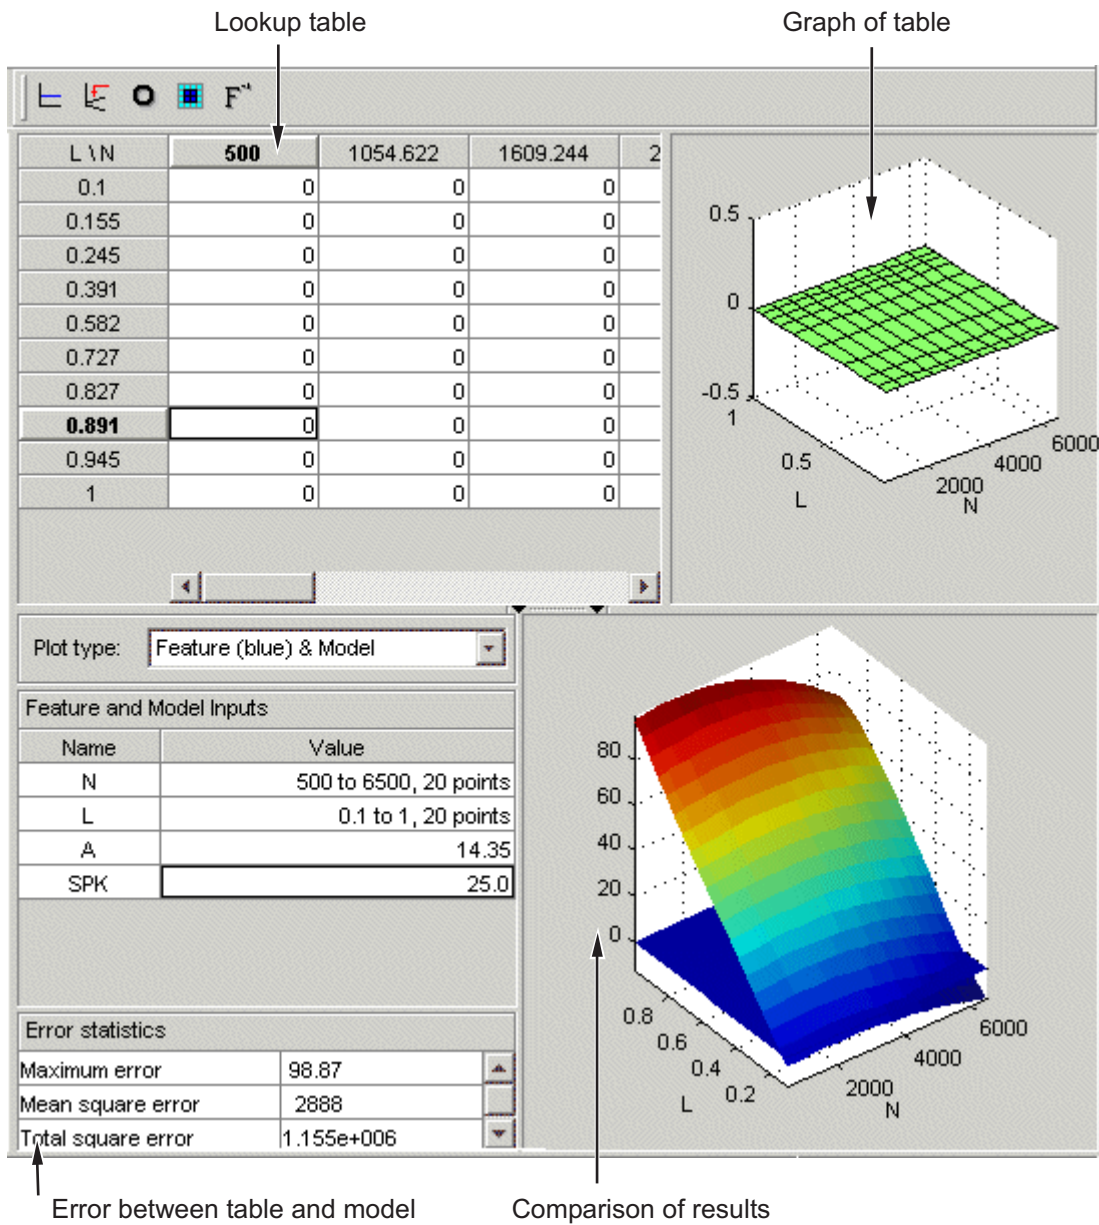 Lookup table
Graph of table
F⁻¹
L \ N 500 1054.622 1609.244 2
0.1 0 0 0
0.155 0 0 0
0.245 0 0 0
0.391 0 0 0
0.582 0 0 0
0.727 0 0 0
0.827 0 0 0
0.891 0 0 0
0.945 0 0 0
1 0 0 0
0.5
0
-0.5
1
0.5
L
2000
4000
6000
N
Plot type: Feature (blue) & Model
Feature and Model Inputs
Name Value
N 500 to 6500, 20 points
L 0.1 to 1, 20 points
A 14.35
SPK 25.0
Error statistics
Maximum error 98.87
Mean square error 2888
Total square error 1.155e+006
80
60
40
20
0
0.8
0.6
0.4
0.2
L
2000
4000
6000
N
Error between table and model
Comparison of results